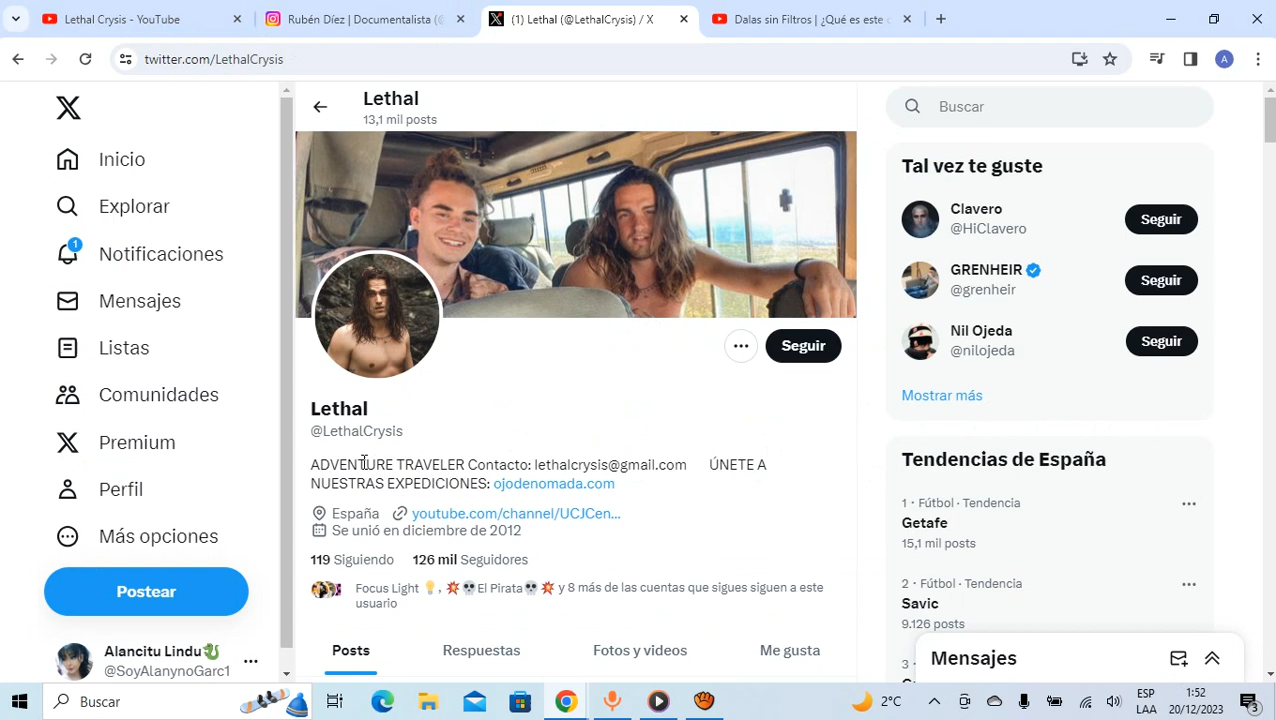 Lethal Crysis - YouTube
Rubén Díez | Documentalista (@
(1) Lethal (@LethalCrysis) / X
Dalas sin Filtros | ¿Qué es este c
twitter.com/LethalCrysis
A
Lethal
13,1 mil posts
Inicio
Explorar
1
Notificaciones
Mensajes
Listas
Comunidades
Premium
Perfil
Más opciones
Postear
Alancitu Lindu🐉
@SoyAlanynoGarc1
Seguir
Lethal
@LethalCrysis
ADVENTURE TRAVELER Contacto: lethalcrysis@gmail.com ÚNETE A
NUESTRAS EXPEDICIONES: ojodenomada.com
España youtube.com/channel/UCJCen...
Se unió en diciembre de 2012
119 Siguiendo 126 mil Seguidores
Focus Light 💡, 💥💀El Pirata💀💥 y 8 más de las cuentas que sigues siguen a este
usuario
Posts Respuestas Fotos y videos Me gusta
Buscar
Tal vez te guste
Clavero
@HiClavero
Seguir
GRENHEIR
@grenheir
Seguir
Nil Ojeda
@nilojeda
Seguir
Mostrar más
Tendencias de España
1 · Fútbol · Tendencia
Getafe
15,1 mil posts
2 · Fútbol · Tendencia
Savic
9.126 posts
3 ·
Mensajes
Buscar
2°C
ESP
LAA
1:52
20/12/2023
3